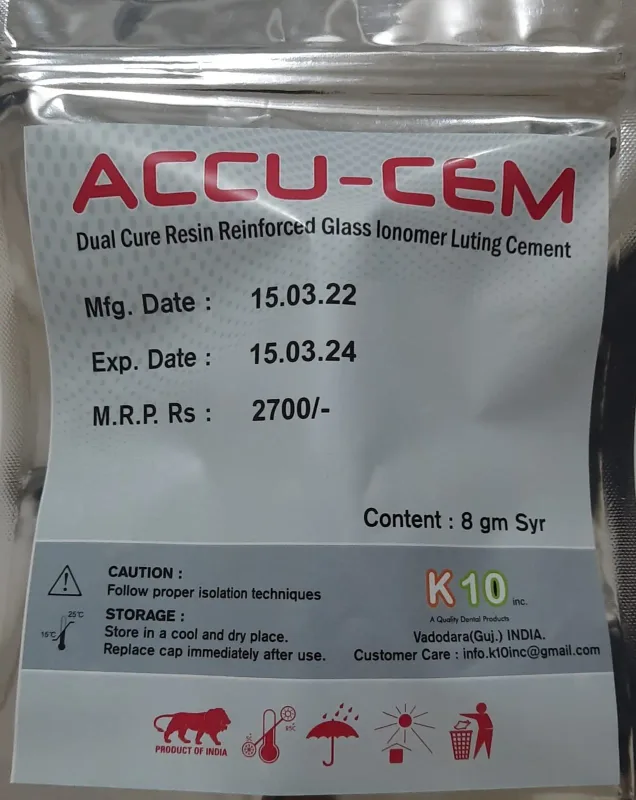 ACCU-CEM
Dual Cure Resin Reinforced Glass Ionomer Luting Cement
Mfg. Date : 15.03.22
Exp. Date : 15.03.24
M.R.P. Rs : 2700/-
Content : 8 gm Syr
CAUTION :
Follow proper isolation techniques
25°C
15°C
STORAGE :
Store in a cool and dry place.
Replace cap immediately after use.
K10 inc.
A Quality Dental Products
Vadodara(Guj.) INDIA.
Customer Care : info.k10inc@gmail.com
PRODUCT OF INDIA